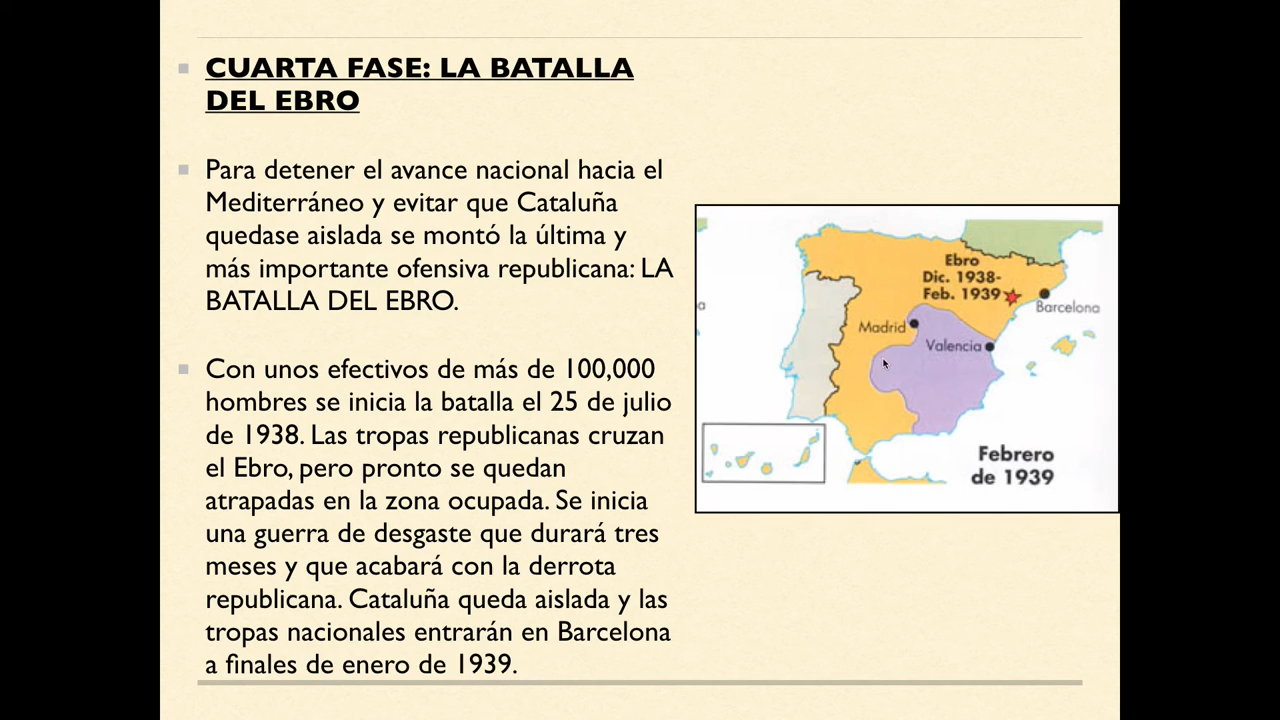 CUARTA FASE: LA BATALLA
DEL EBRO
Para detener el avance nacional hacia el
Mediterráneo y evitar que Cataluña
quedase aislada se montó la última y
más importante ofensiva republicana: LA
BATALLA DEL EBRO.
Con unos efectivos de más de 100,000
hombres se inicia la batalla el 25 de julio
de 1938. Las tropas republicanas cruzan
el Ebro, pero pronto se quedan
atrapadas en la zona ocupada. Se inicia
una guerra de desgaste que durará tres
meses y que acabará con la derrota
republicana. Cataluña queda aislada y las
tropas nacionales entrarán en Barcelona
a finales de enero de 1939.
Ebro
Dic. 1938-
Feb. 1939
Barcelona
a
Madrid
Valencia
Febrero
de 1939